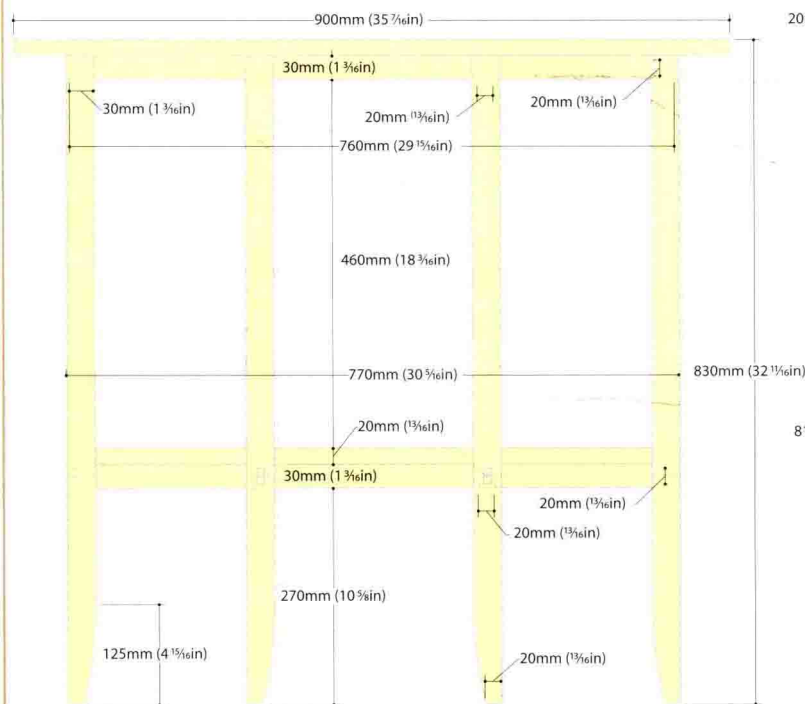 900mm (35 7/16in)
20
30mm (1 3/16in)
30mm (1 3/16in)
20mm (13/16in)
20mm (13/16in)
760mm (29 15/16in)
460mm (18 3/16in)
770mm (30 5/16in)
830mm (32 11/16in)
20mm (13/16in)
8
30mm (1 3/16in)
20mm (13/16in)
20mm (13/16in)
270mm (10 5/8in)
125mm (4 15/16in)
20mm (13/16in)